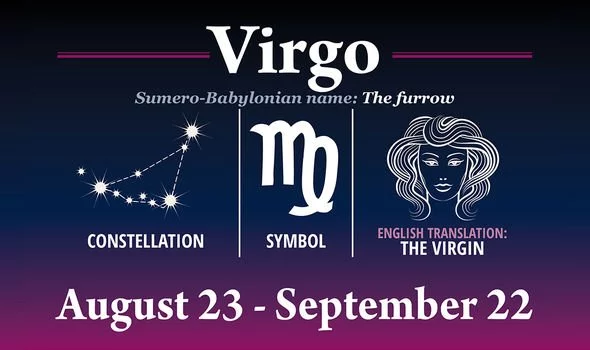 Virgo
Sumero-Babylonian name: The furrow
CONSTELLATION
SYMBOL
ENGLISH TRANSLATION:
THE VIRGIN
August 23 - September 22